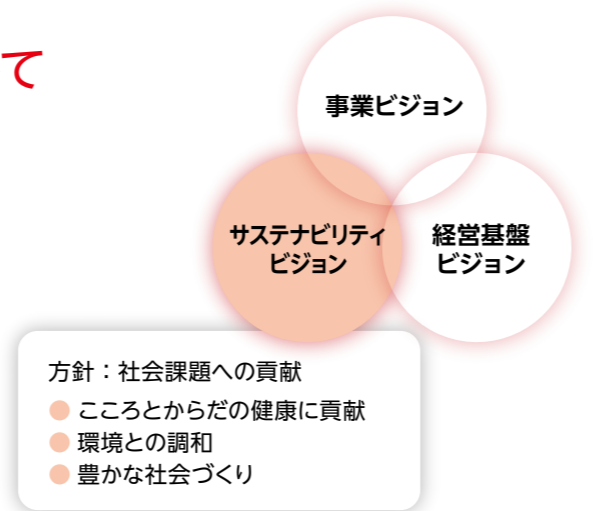 て
事業ビジョン
サステナビリティ
ビジョン
経営基盤
ビジョン
方針：社会課題への貢献
● こころとからだの健康に貢献
● 環境との調和
● 豊かな社会づくり